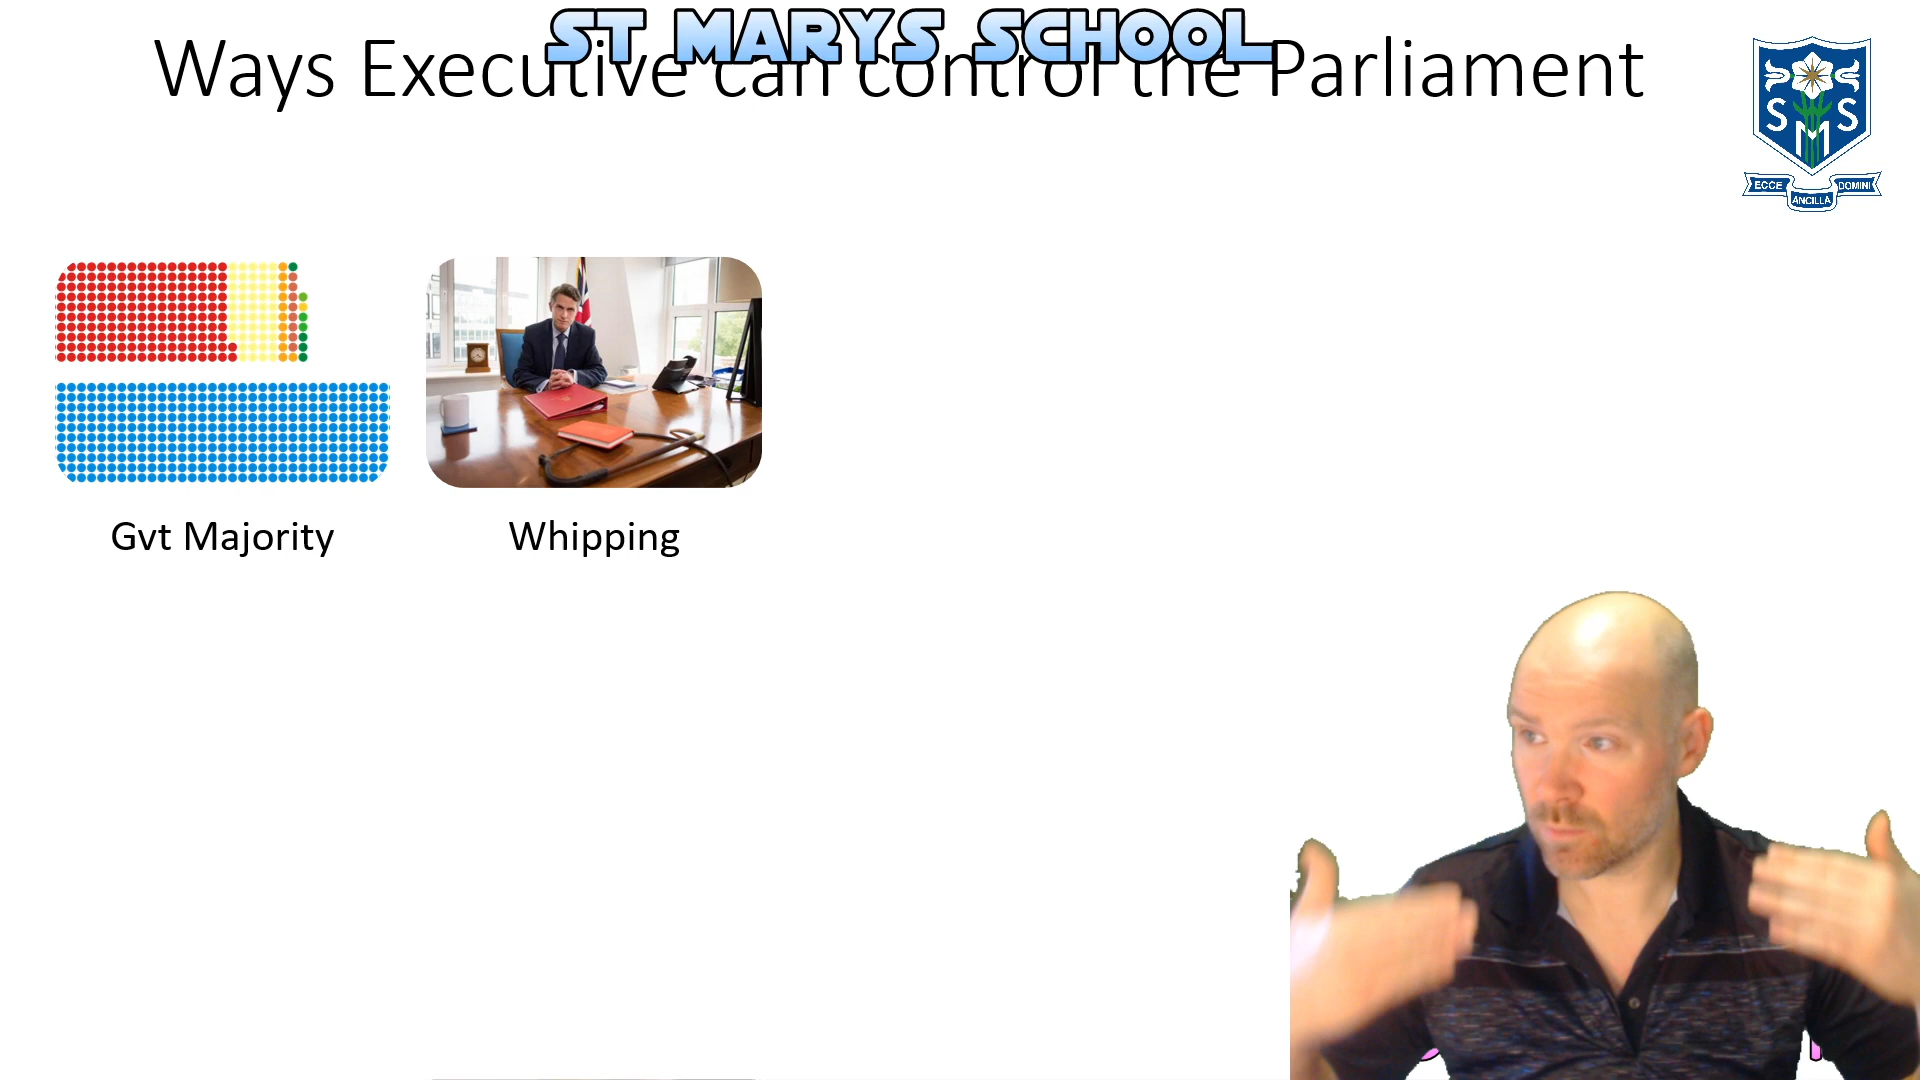 ST MARYS SCHOOL
Ways Executive can control the Parliament
S S
M
ECCE ANCILLA DOMINI
Gvt Majority
Whipping